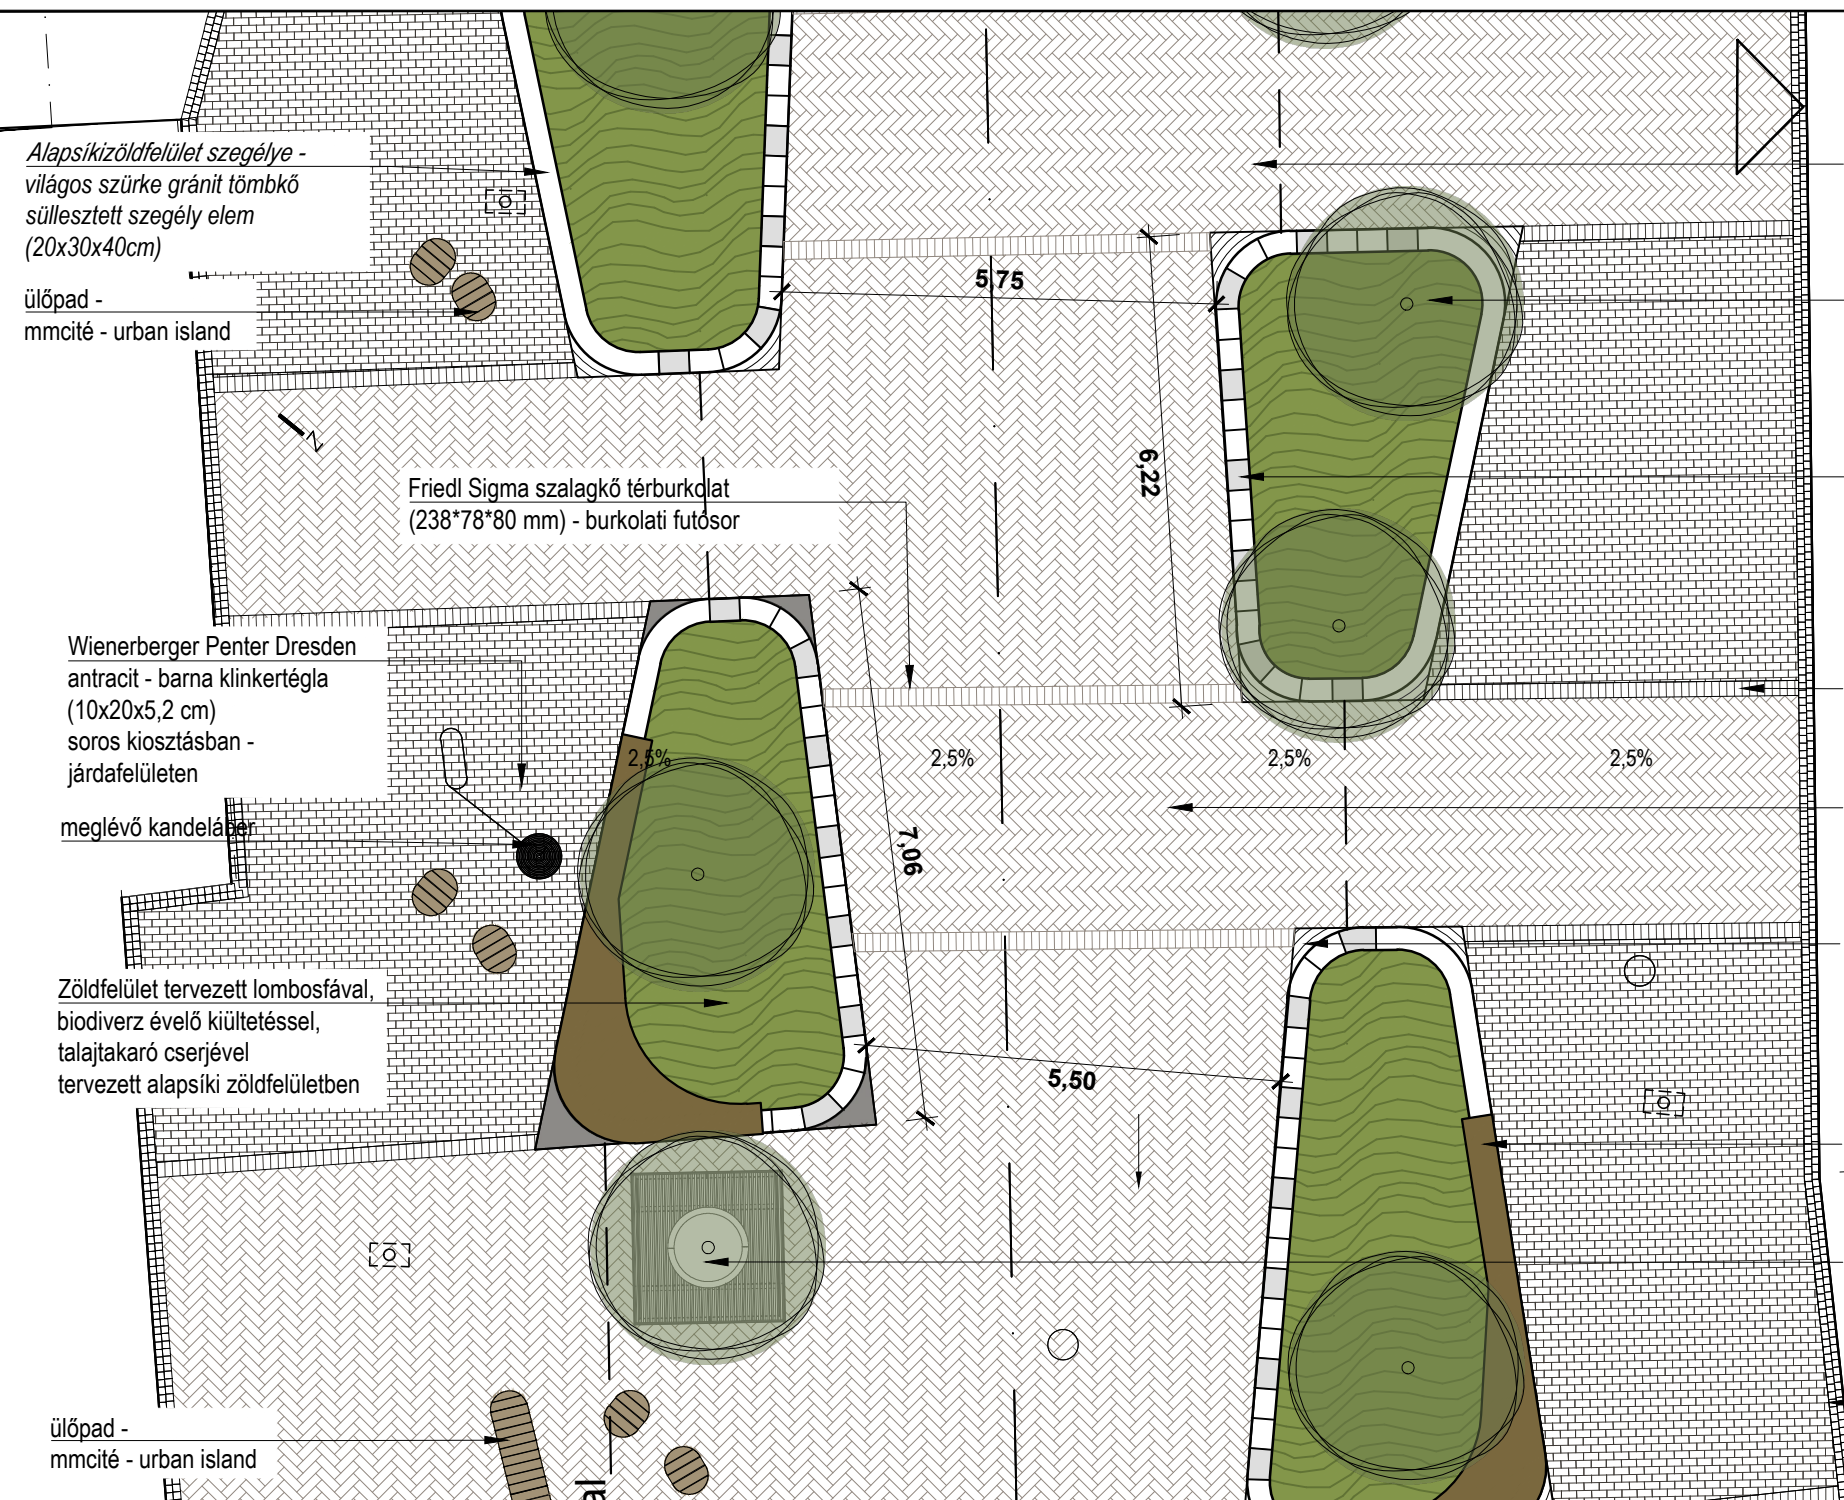 Alapsíkizöldfelület szegélye -
világos szürke gránit tömbkő
süllesztett szegély elem
(20x30x40cm)
ülőpad -
mmcité - urban island
5,75
N
6,22
Friedl Sigma szalagkő térburkolat
(238*78*80 mm) - burkolati futósor
Wienerberger Penter Dresden
antracit - barna klinkertégla
(10x20x5,2 cm)
soros kiosztásban -
járdafelületen
2,5%
2,5%
2,5%
2,5%
meglévő kandeláber
7,06
Zöldfelület tervezett lombosfával,
biodiverz évelő kiültetéssel,
talajtakaró cserjével
tervezett alapsíki zöldfelületben
5,50
ülőpad -
mmcité - urban island
al